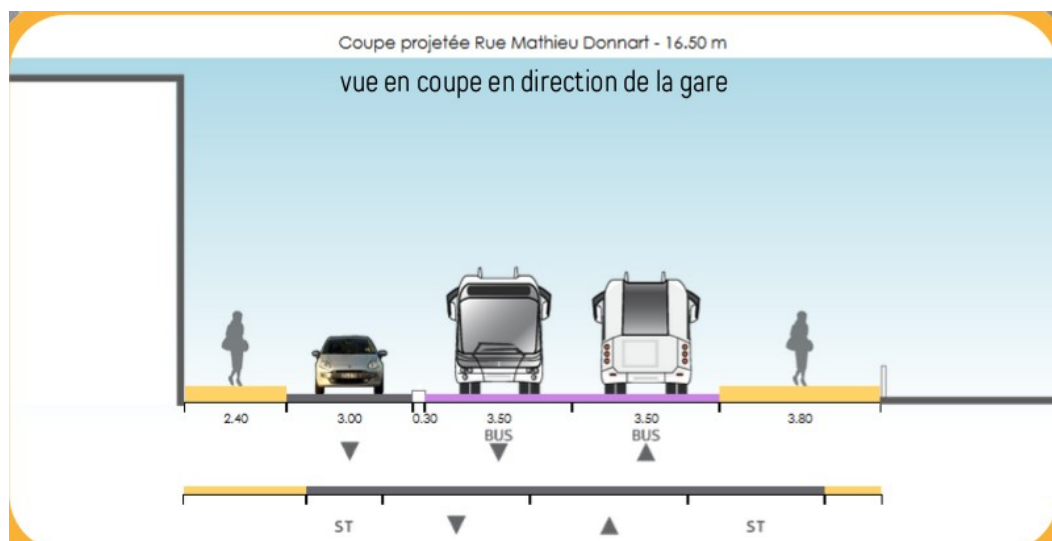 Coupe projetée Rue Mathieu Donnart - 16.50 m
vue en coupe en direction de la gare
2.40 3.00 0.30 3.50 3.50 3.80
BUS BUS
ST ST